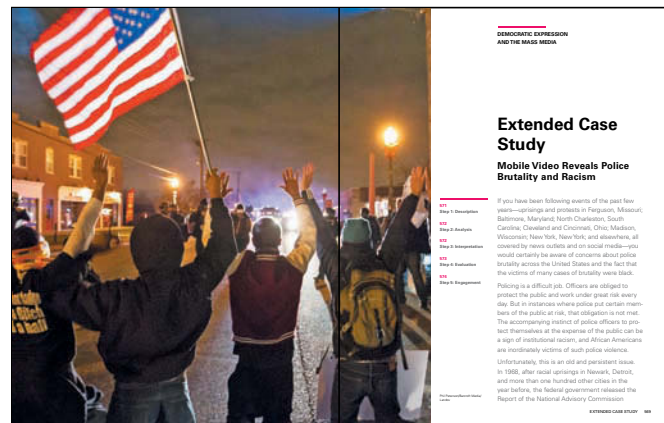 DEMOCRATIC EXPRESSION
AND THE MASS MEDIA
Extended Case
Study
Mobile Video Reveals Police
Brutality and Racism
571
Step 1: Description
572
Step 2: Analysis
572
Step 3: Interpretation
573
Step 4: Evaluation
574
Step 5: Engagement
If you have been following events of the past few
years—uprisings and protests in Ferguson, Missouri;
Baltimore, Maryland; North Charleston, South
Carolina; Cleveland and Cincinnati, Ohio; Madison,
Wisconsin; New York, New York; and elsewhere, all
covered by news outlets and on social media—you
would certainly be aware of concerns about police
brutality across the United States and the fact that
the victims of many cases of brutality were black.
Policing is a difficult job. Officers are obliged to
protect the public and work under great risk every
day. But in instances where police put certain mem-
bers of the public at risk, that obligation is not met.
The accompanying instinct of police officers to pro-
tect themselves at the expense of the public can be
a sign of institutional racism, and African Americans
are inordinately victims of such police violence.
Unfortunately, this is an old and persistent issue.
In 1968, after racial uprisings in Newark, Detroit,
and more than one hundred other cities in the
year before, the federal government released the
Report of the National Advisory Commission
EXTENDED CASE STUDY 569